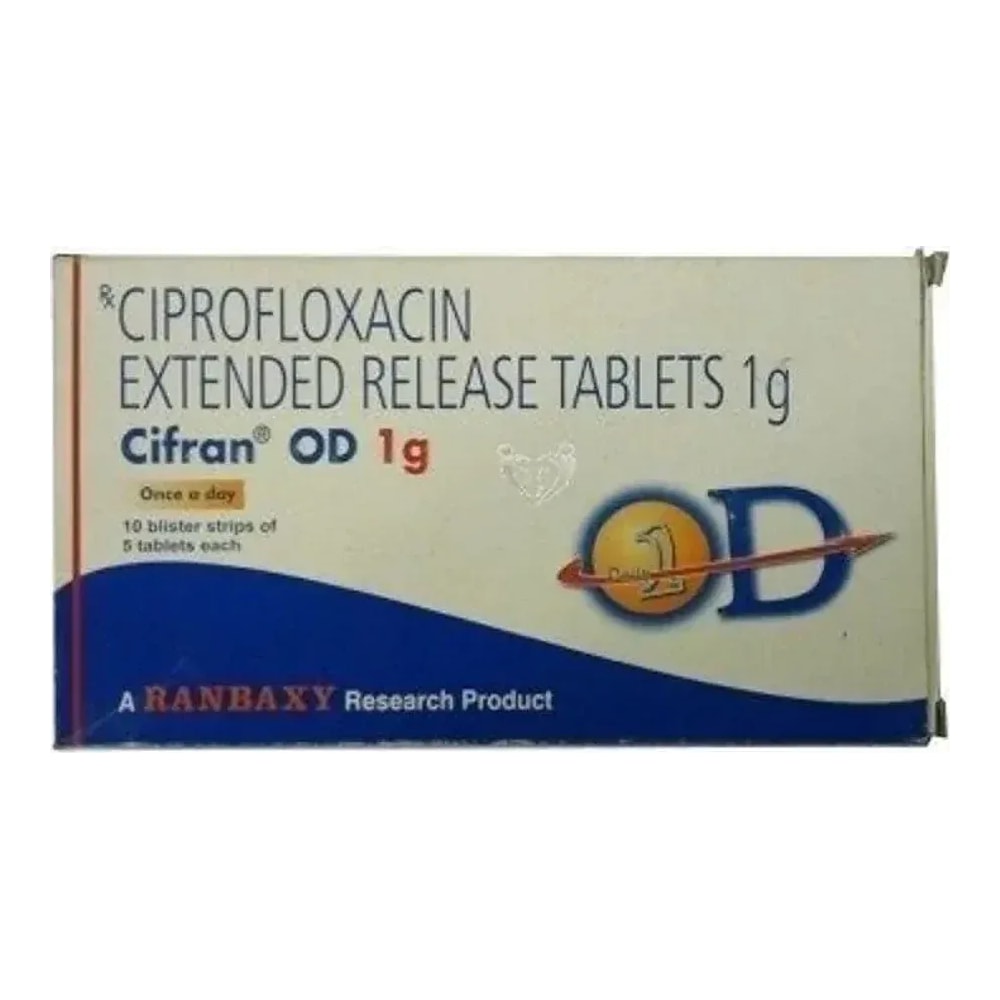 ℞ CIPROFLOXACIN
EXTENDED RELEASE TABLETS 1g
Cifran® OD 1g
Once a day
10 blister strips of
5 tablets each
OD
1
A RANBAXY Research Product